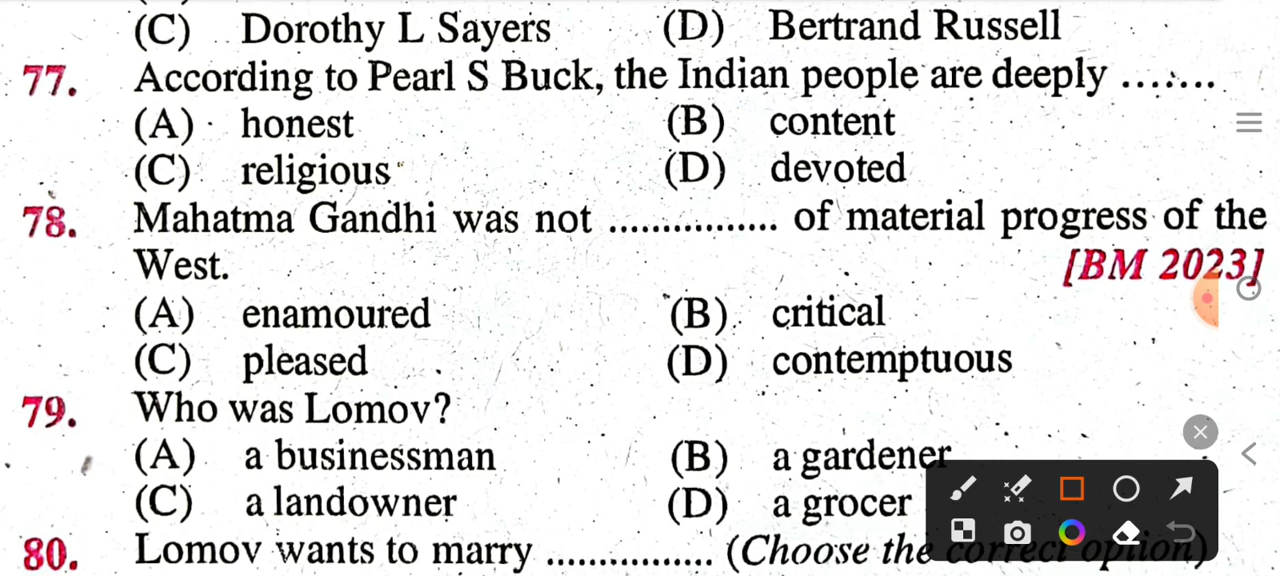 (C) Dorothy L Sayers (D) Bertrand Russell
77. According to Pearl S Buck, the Indian people are deeply ........
(A) honest (B) content
(C) religious (D) devoted
78. Mahatma Gandhi was not ................ of material progress of the
West. [BM 2023]
(A) enamoured (B) critical
(C) pleased (D) contemptuous
79. Who was Lomov?
(A) a businessman (B) a gardener
(C) a landowner (D) a grocer
80. Lomov wants to marry ................ (Choose the correct option)